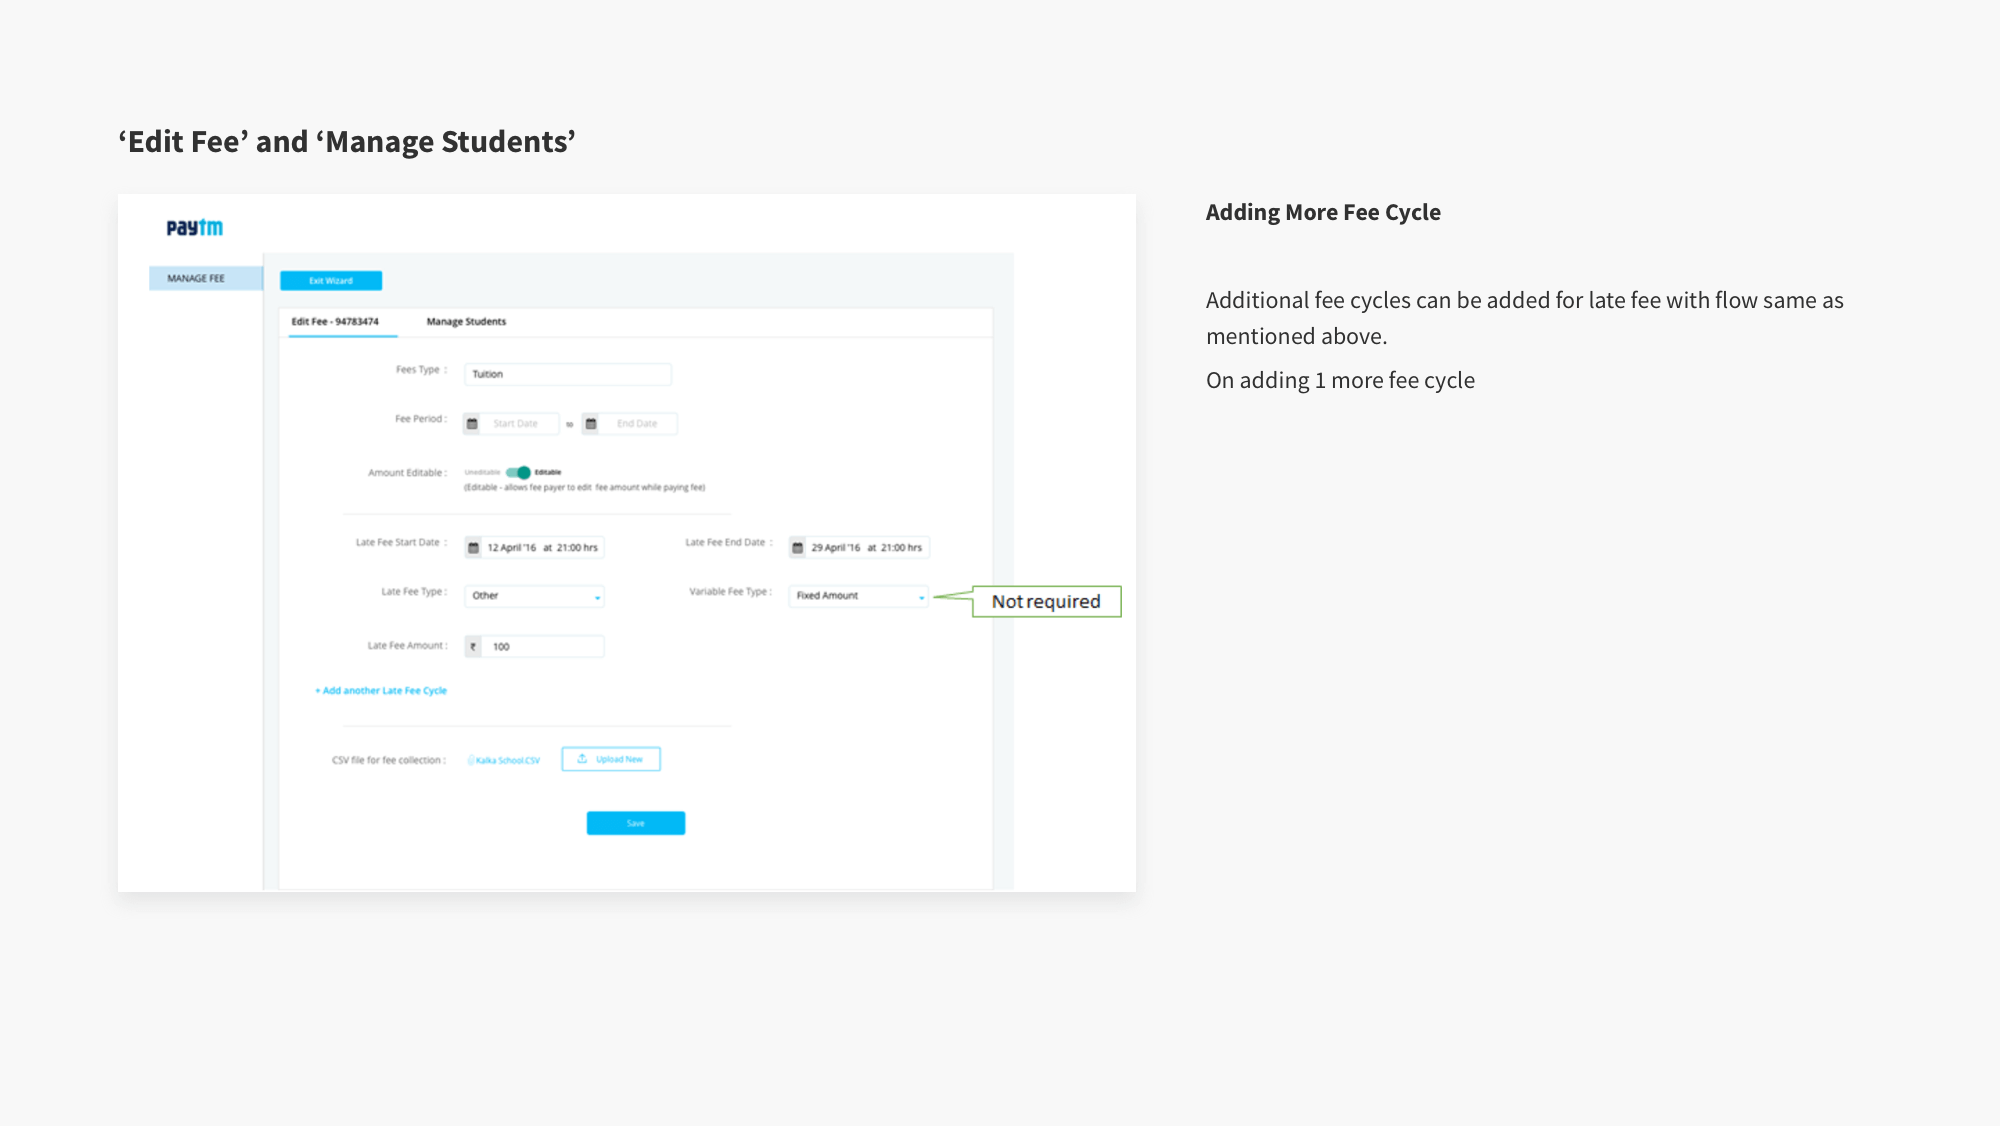 ‘Edit Fee’ and ‘Manage Students’
paytm
MANAGE FEE
Exit Wizard
Edit Fee - 94783474
Manage Students
Fees Type :
Tuition
Fee Period :
Start Date
to
End Date
Amount Editable :
Uneditable
Editable
(Editable - allows fee payer to edit fee amount while paying fee)
Late Fee Start Date :
12 April '16 at 21:00 hrs
Late Fee End Date :
29 April '16 at 21:00 hrs
Late Fee Type :
Other
Variable Fee Type :
Fixed Amount
Not required
Late Fee Amount :
₹ 100
+ Add another Late Fee Cycle
CSV file for fee collection :
Kalka School.CSV
Upload New
Save
Adding More Fee Cycle
Additional fee cycles can be added for late fee with flow same as
mentioned above.
On adding 1 more fee cycle